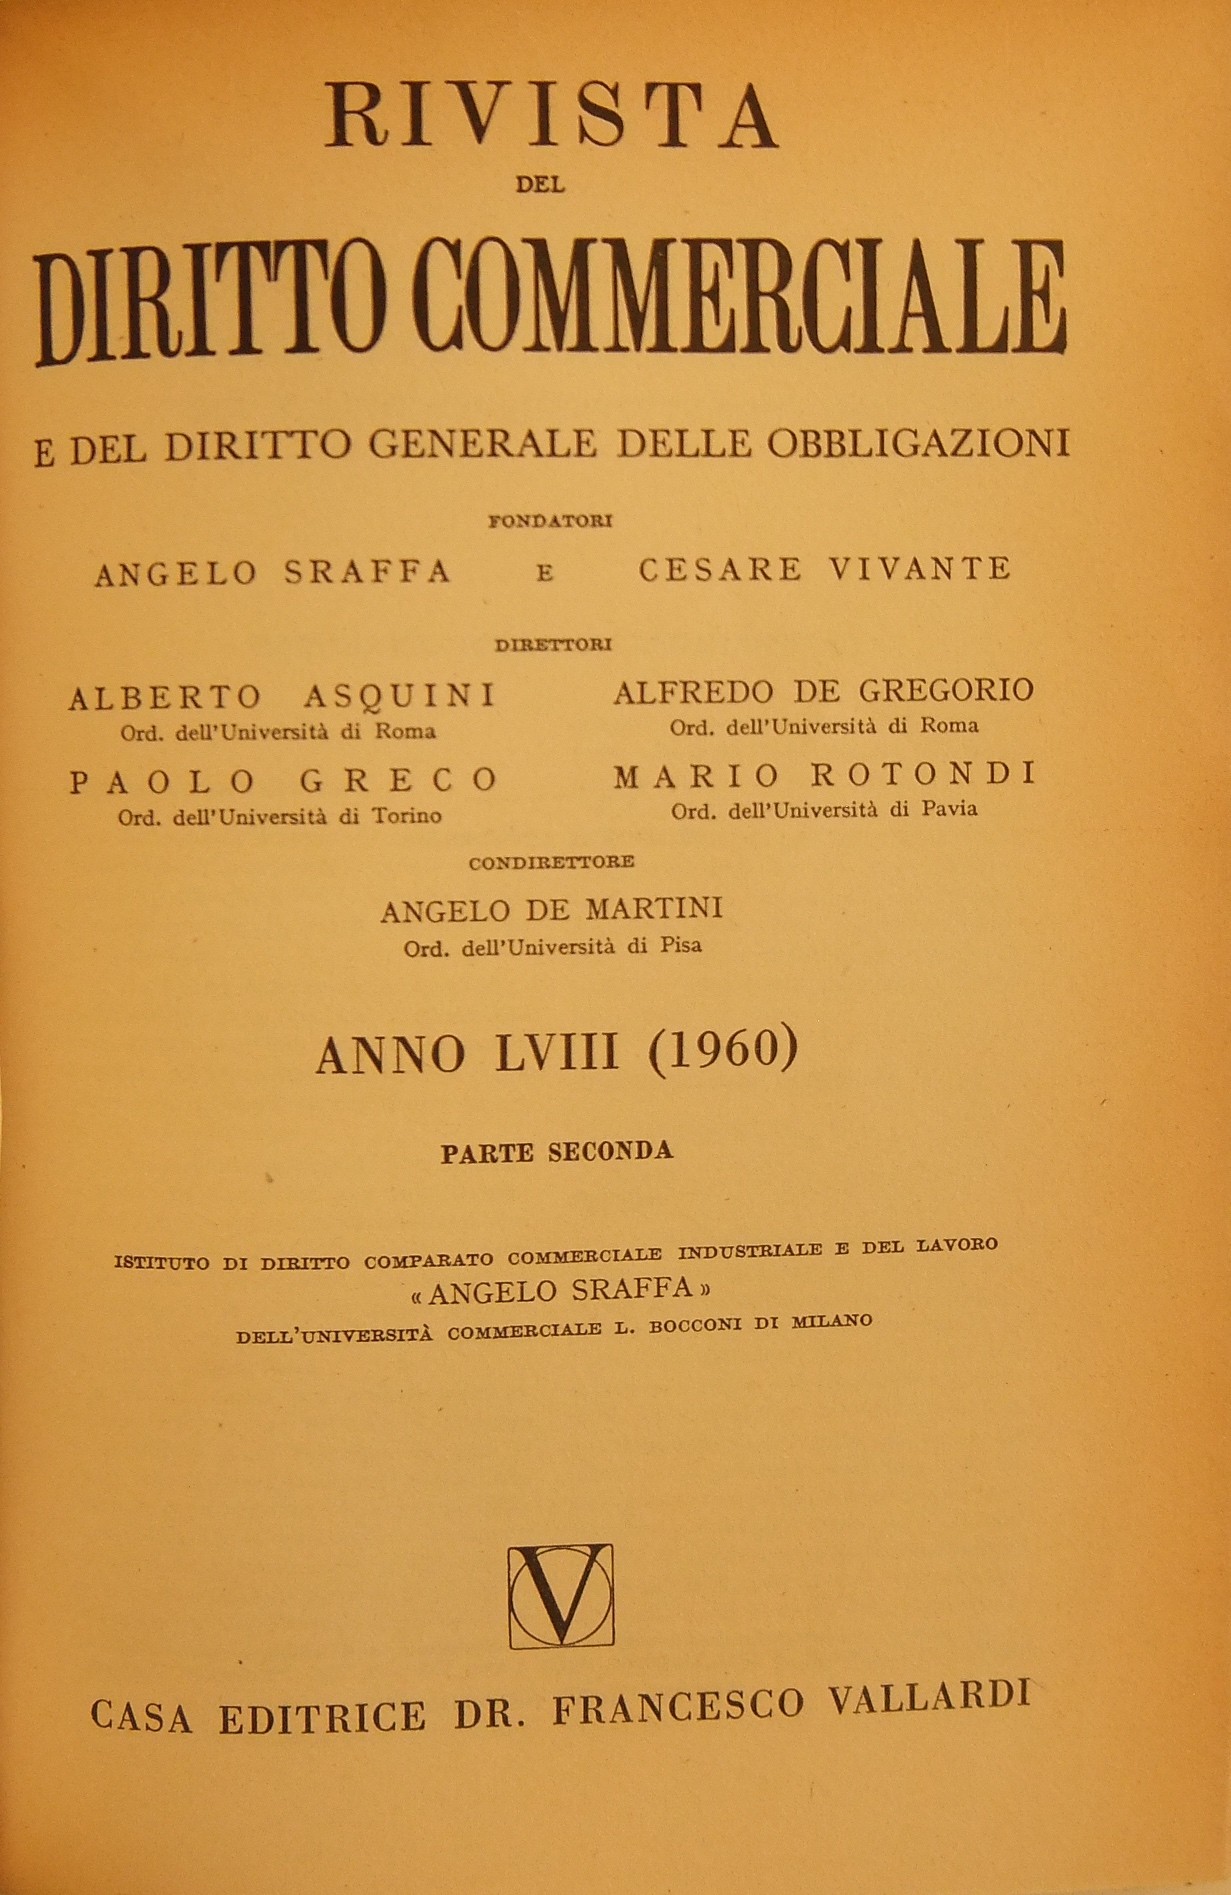 RIVISTA
DEL
DIRITTO COMMERCIALE
E DEL DIRITTO GENERALE DELLE OBBLIGAZIONI
FONDATORI
ANGELO SRAFFA E CESARE VIVANTE
DIRETTORI
ALBERTO ASQUINI ALFREDO DE GREGORIO
Ord. dell'Università di Roma Ord. dell'Università di Roma
PAOLO GRECO MARIO ROTONDI
Ord. dell'Università di Torino Ord. dell'Università di Pavia
CONDIRETTORE
ANGELO DE MARTINI
Ord. dell'Università di Pisa
ANNO LVIII (1960)
PARTE SECONDA
ISTITUTO DI DIRITTO COMPARATO COMMERCIALE INDUSTRIALE E DEL LAVORO
« ANGELO SRAFFA »
DELL'UNIVERSITÀ COMMERCIALE L. BOCCONI DI MILANO
V
CASA EDITRICE DR. FRANCESCO VALLARDI